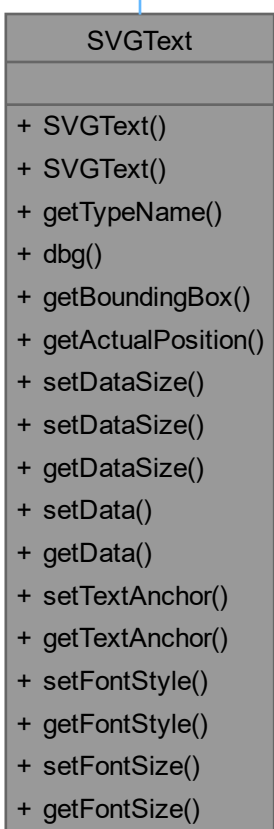 SVGText
+ SVGText()
+ SVGText()
+ getTypeName()
+ dbg()
+ getBoundingBox()
+ getActualPosition()
+ setDataSize()
+ setDataSize()
+ getDataSize()
+ setData()
+ getData()
+ setTextAnchor()
+ getTextAnchor()
+ setFontStyle()
+ getFontStyle()
+ setFontSize()
+ getFontSize()